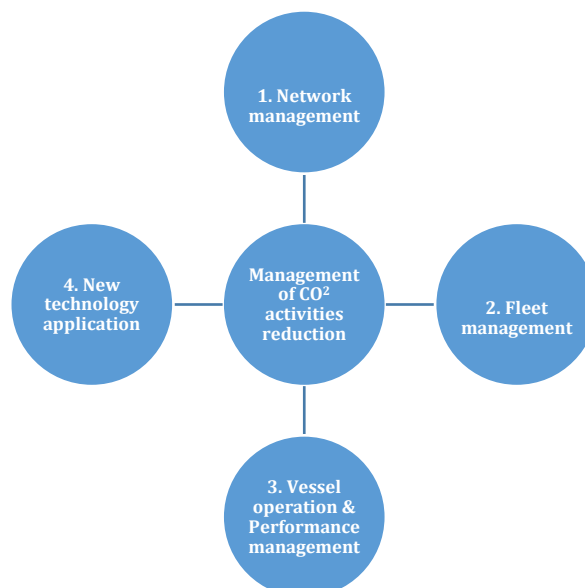 1. Network
management
4. New
technology
application
Management
of CO²
activities
reduction
2. Fleet
management
3. Vessel
operation &
Performance
management